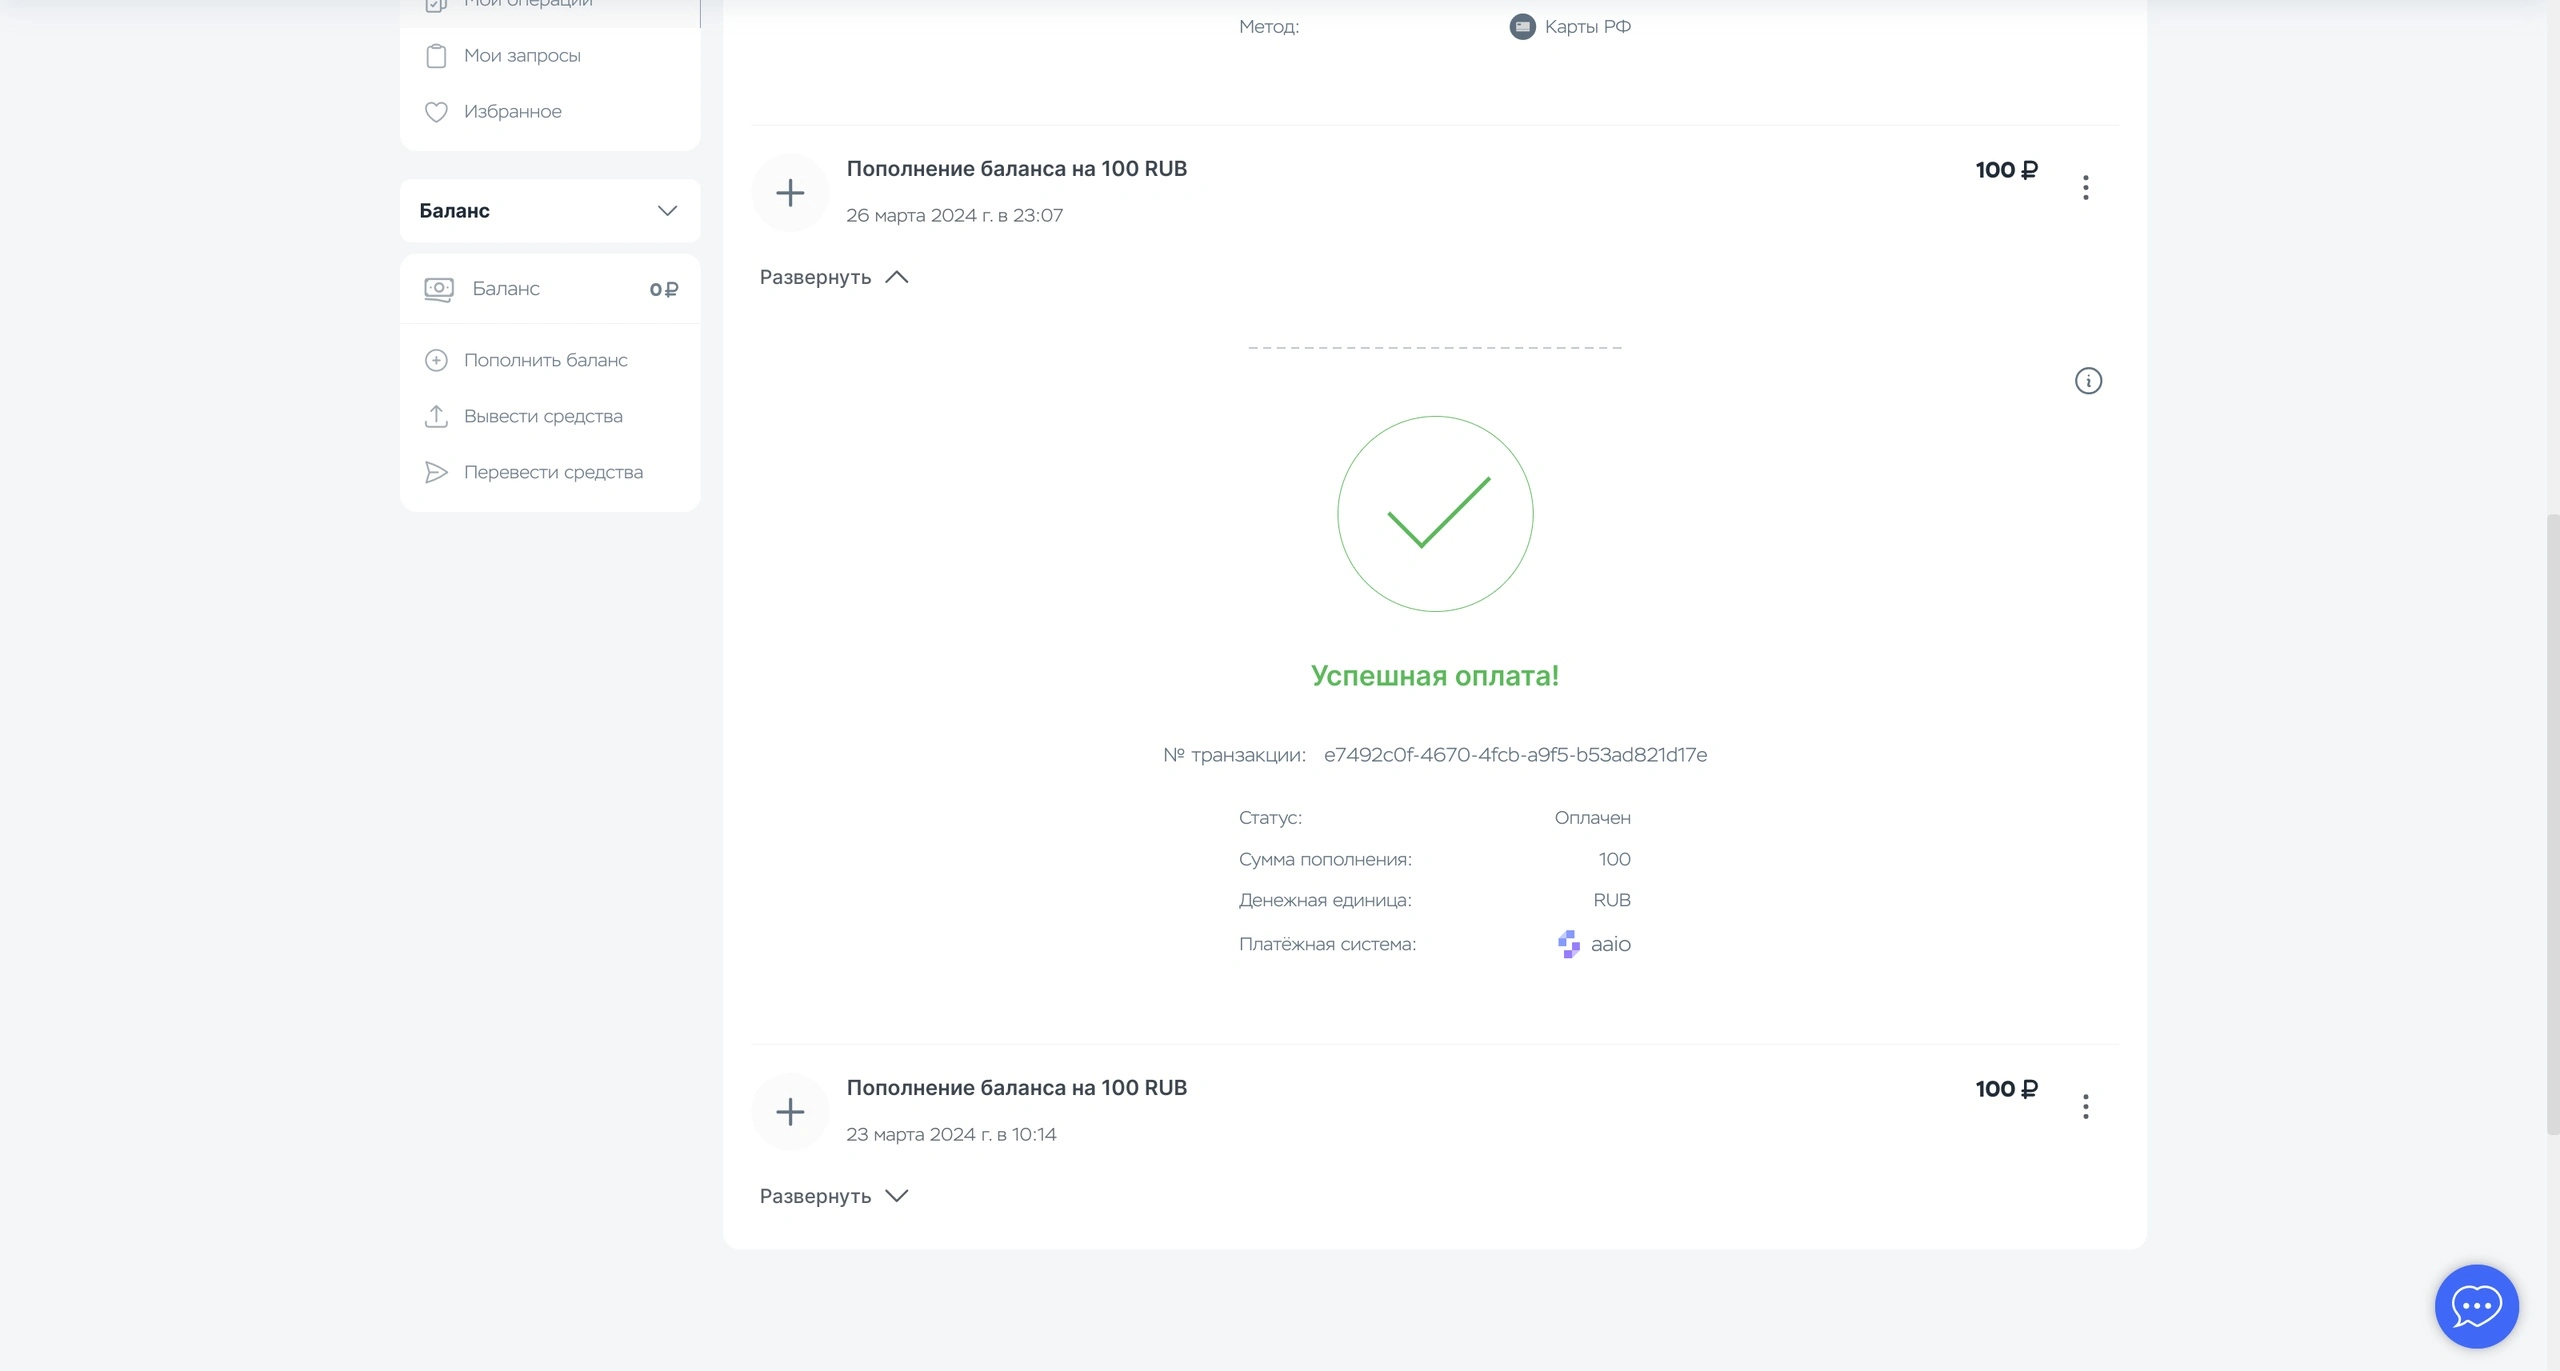 Мои операции
Мои запросы
Избранное
Баланс
Баланс 0 ₽
Пополнить баланс
Вывести средства
Перевести средства
Метод: Карты РФ
Пополнение баланса на 100 RUB 100 ₽
26 марта 2024 г. в 23:07
Развернуть
Успешная оплата!
№ транзакции: e7492c0f-4670-4fcb-a9f5-b53ad821d17e
Статус: Оплачен
Сумма пополнения: 100
Денежная единица: RUB
Платёжная система: aaio
Пополнение баланса на 100 RUB 100 ₽
23 марта 2024 г. в 10:14
Развернуть